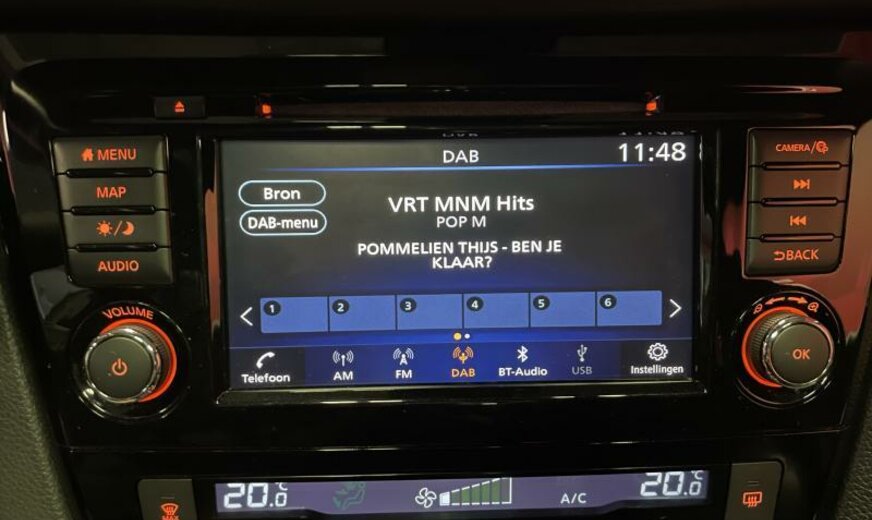 MENU
MAP
AUDIO
VOLUME
DAB
11:48
Bron
DAB-menu
VRT MNM Hits
POP M
POMMELIEN THIJS - BEN JE
KLAAR?
1 2 3 4 5 6
Telefoon
AM
FM
DAB
BT-Audio
USB
Instellingen
CAMERA/
BACK
OK
20.0
A/C
20.0
MAX